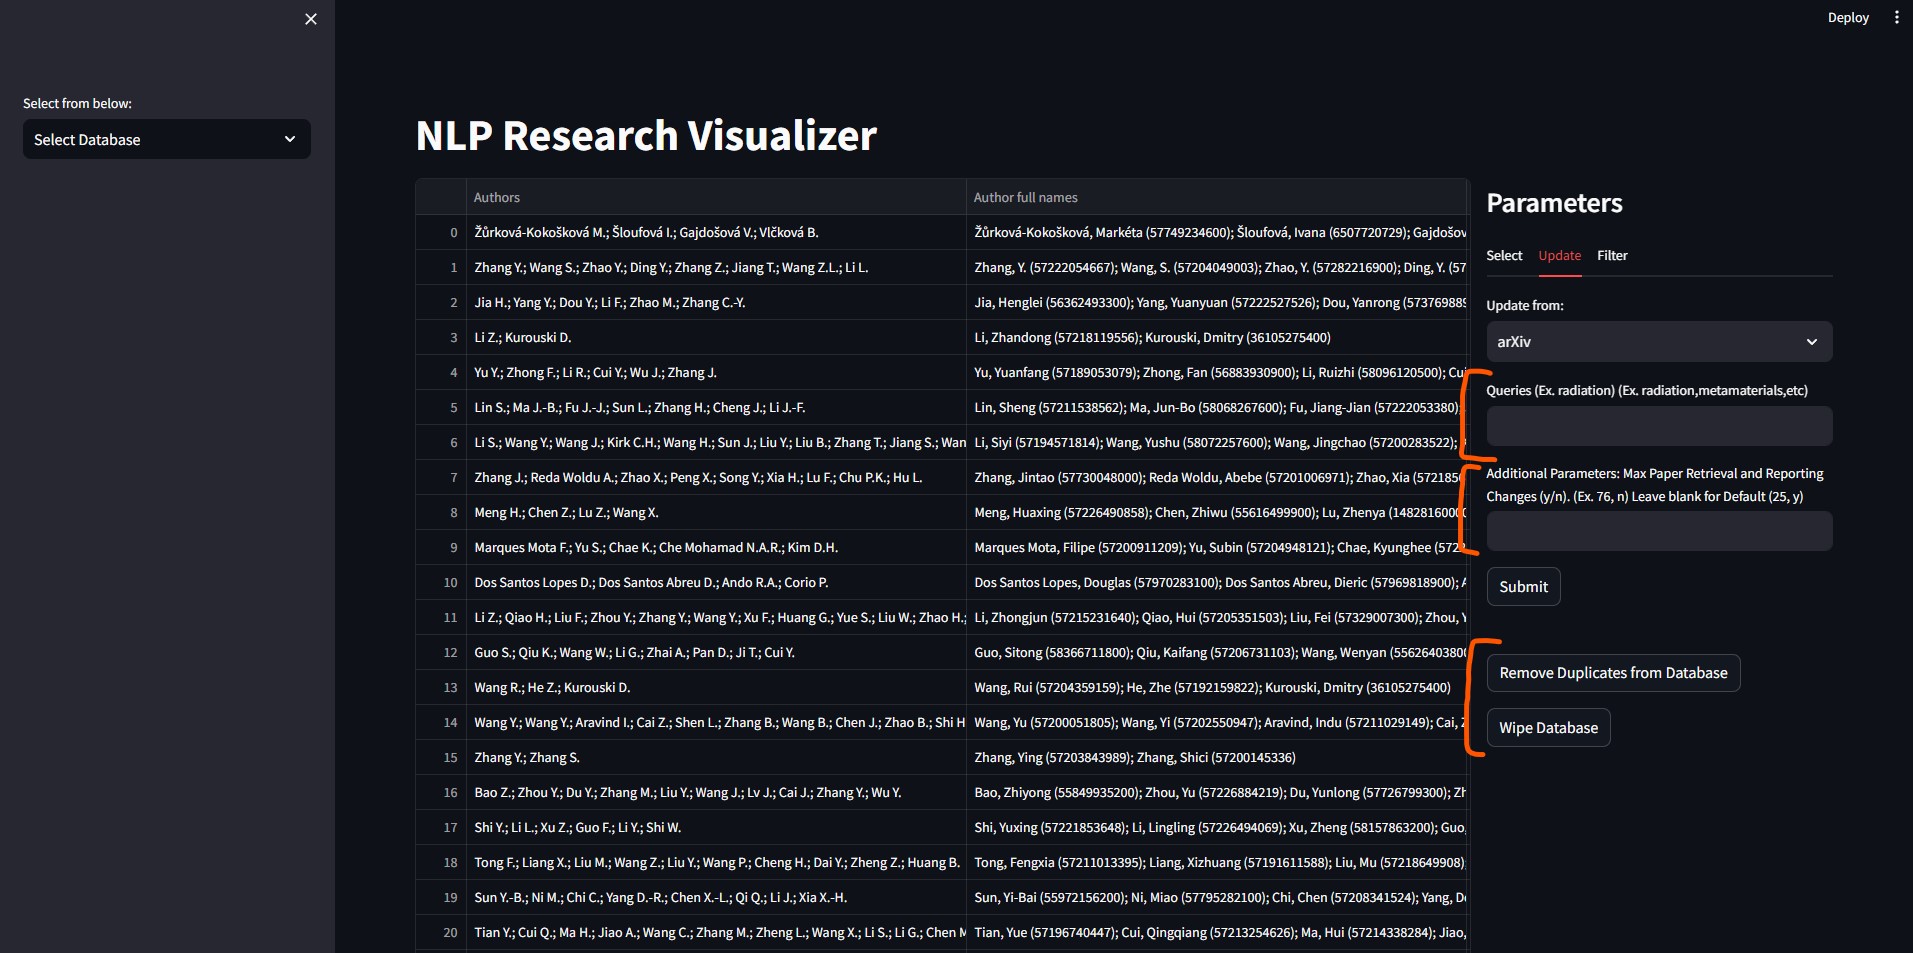 Deploy
Select from below:
Select Database
NLP Research Visualizer
Authors Author full names
0 Žůrková-Kokošková M.; Šloufová I.; Gajdošová V.; Vlčková B. Žůrková-Kokošková, Markéta (57749234600); Šloufová, Ivana (6507720729); Gajdošov
1 Zhang Y.; Wang S.; Zhao Y.; Ding Y.; Zhang Z.; Jiang T.; Wang Z.L.; Li L. Zhang, Y. (57222054667); Wang, S. (57204049003); Zhao, Y. (57282216900); Ding, Y. (57
2 Jia H.; Yang Y.; Dou Y.; Li F.; Zhao M.; Zhang C.-Y. Jia, Henglei (56362493300); Yang, Yuanyuan (57222527526); Dou, Yanrong (573769889
3 Li Z.; Kurouski D. Li, Zhandong (57218119556); Kurouski, Dmitry (36105275400)
4 Yu Y.; Zhong F.; Li R.; Cui Y.; Wu J.; Zhang J. Yu, Yuanfang (57189053079); Zhong, Fan (56883930900); Li, Ruizhi (58096120500); Cui
5 Lin S.; Ma J.-B.; Fu J.-J.; Sun L.; Zhang H.; Cheng J.; Li J.-F. Lin, Sheng (57211538562); Ma, Jun-Bo (58068267600); Fu, Jiang-Jian (57222053380);
6 Li S.; Wang Y.; Wang J.; Kirk C.H.; Wang H.; Sun J.; Liu Y.; Liu B.; Zhang T.; Jiang S.; Wan Li, Siyi (57194571814); Wang, Yushu (58072257600); Wang, Jingchao (57200283522);
7 Zhang J.; Reda Woldu A.; Zhao X.; Peng X.; Song Y.; Xia H.; Lu F.; Chu P.K.; Hu L. Zhang, Jintao (57730048000); Reda Woldu, Abebe (57201006971); Zhao, Xia (572185
8 Meng H.; Chen Z.; Lu Z.; Wang X. Meng, Huaxing (57226490858); Chen, Zhiwu (55616499900); Lu, Zhenya (1482816000
9 Marques Mota F.; Yu S.; Chae K.; Che Mohamad N.A.R.; Kim D.H. Marques Mota, Filipe (57200911209); Yu, Subin (57204948121); Chae, Kyunghee (572
10 Dos Santos Lopes D.; Dos Santos Abreu D.; Ando R.A.; Corio P. Dos Santos Lopes, Douglas (57970283100); Dos Santos Abreu, Dieric (57969818900); A
11 Li Z.; Qiao H.; Liu F.; Zhou Y.; Zhang Y.; Wang Y.; Xu F.; Huang G.; Yue S.; Liu W.; Zhao H.; Li, Zhongjun (57215231640); Qiao, Hui (57205351503); Liu, Fei (57329007300); Zhou, Y
12 Guo S.; Qiu K.; Wang W.; Li G.; Zhai A.; Pan D.; Ji T.; Cui Y. Guo, Sitong (58366711800); Qiu, Kaifang (57206731103); Wang, Wenyan (5562640380
13 Wang R.; He Z.; Kurouski D. Wang, Rui (57204359159); He, Zhe (57192159822); Kurouski, Dmitry (36105275400)
14 Wang Y.; Wang Y.; Aravind I.; Cai Z.; Shen L.; Zhang B.; Wang B.; Chen J.; Zhao B.; Shi H Wang, Yu (57200051805); Wang, Yi (57202550947); Aravind, Indu (57211029149); Cai, Z
15 Zhang Y.; Zhang S. Zhang, Ying (57203843989); Zhang, Shici (57200145336)
16 Bao Z.; Zhou Y.; Du Y.; Zhang M.; Liu Y.; Wang J.; Lv J.; Cai J.; Zhang Y.; Wu Y. Bao, Zhiyong (55849935200); Zhou, Yu (57226884219); Du, Yunlong (57726799300); Zh
17 Shi Y.; Li L.; Xu Z.; Guo F.; Li Y.; Shi W. Shi, Yuxing (57221853648); Li, Lingling (57226494069); Xu, Zheng (58157863200); Guo,
18 Tong F.; Liang X.; Liu M.; Wang Z.; Liu Y.; Wang P.; Cheng H.; Dai Y.; Zheng Z.; Huang B. Tong, Fengxia (57211013395); Liang, Xizhuang (57191611588); Liu, Mu (57218649908);
19 Sun Y.-B.; Ni M.; Chi C.; Yang D.-R.; Chen X.-L.; Qi Q.; Li J.; Xia X.-H. Sun, Yi-Bai (55972156200); Ni, Miao (57795282100); Chi, Chen (57208341524); Yang, D
20 Tian Y.; Cui Q.; Ma H.; Jiao A.; Wang C.; Zhang M.; Zheng L.; Wang X.; Li S.; Li G.; Chen M Tian, Yue (57196740447); Cui, Qingqiang (57213254626); Ma, Hui (57214338284); Jiao,
Parameters
Select Update Filter
Update from:
arXiv
Queries (Ex. radiation) (Ex. radiation,metamaterials,etc)
Additional Parameters: Max Paper Retrieval and Reporting
Changes (y/n). (Ex. 76, n) Leave blank for Default (25, y)
Submit
Remove Duplicates from Database
Wipe Database